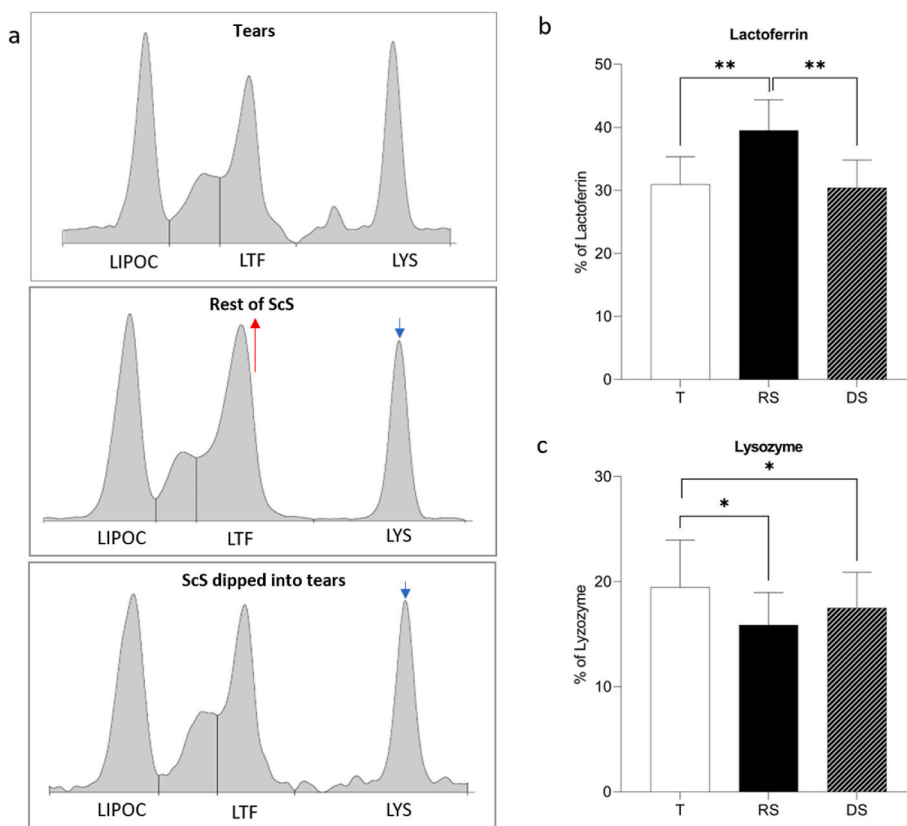 a
Tears
LIPOC LTF LYS
Rest of ScS
LIPOC LTF LYS
ScS dipped into tears
LIPOC LTF LYS
b
Lactoferrin
% of Lactoferrin
50
40
30
20
10
0
** **
T RS DS
c
Lysozyme
% of Lyzozyme
30
20
10
0
*
*
T RS DS